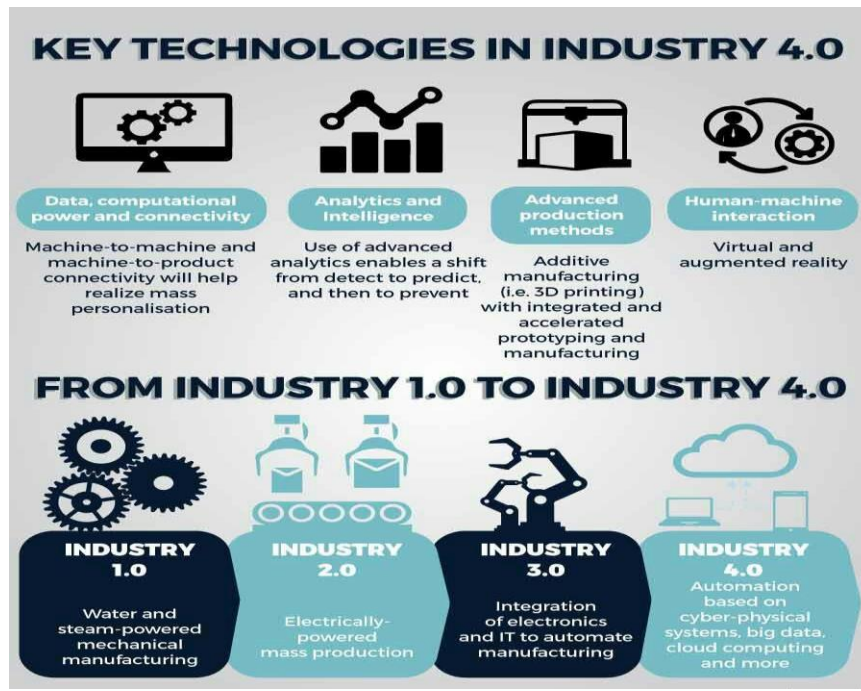 KEY TECHNOLOGIES IN INDUSTRY 4.0
Data, computational
power and connectivity
Machine-to-machine and
machine-to-product
connectivity will help
realize mass
personalisation
Analytics and
Intelligence
Use of advanced
analytics enables a shift
from detect to predict,
and then to prevent
Advanced
production
methods
Additive
manufacturing
(i.e. 3D printing)
with integrated and
accelerated
prototyping and
manufacturing
Human-machine
interaction
Virtual and
augmented reality
FROM INDUSTRY 1.0 TO INDUSTRY 4.0
INDUSTRY
1.0
Water and
steam-powered
mechanical
manufacturing
INDUSTRY
2.0
Electrically-
powered
mass production
INDUSTRY
3.0
Integration
of electronics
and IT to automate
manufacturing
INDUSTRY
4.0
Automation
based on
cyber-physical
systems, big data,
cloud computing
and more